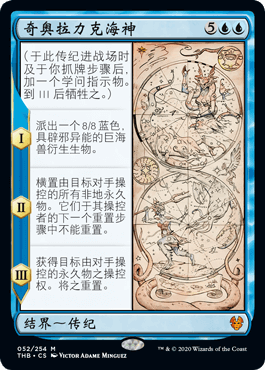 奇奥拉力克海神
5
(于此传纪进战场时
及于你抓牌步骤后，
加一个学问指示物。
到 III 后牺牲之。)
I
派出一个 8/8 蓝色，
具辟邪异能的巨海
兽衍生生物。
II
横置由目标对手操
控的所有非地永久
物。它们于其操控
者的下一个重置步
骤中不能重置。
III
获得目标由对手操
控的永久物之操控
权。将之重置。
结界～传纪
052/254 M
THB • CS VICTOR ADAME MINGUEZ
™ & © 2020 Wizards of the Coast